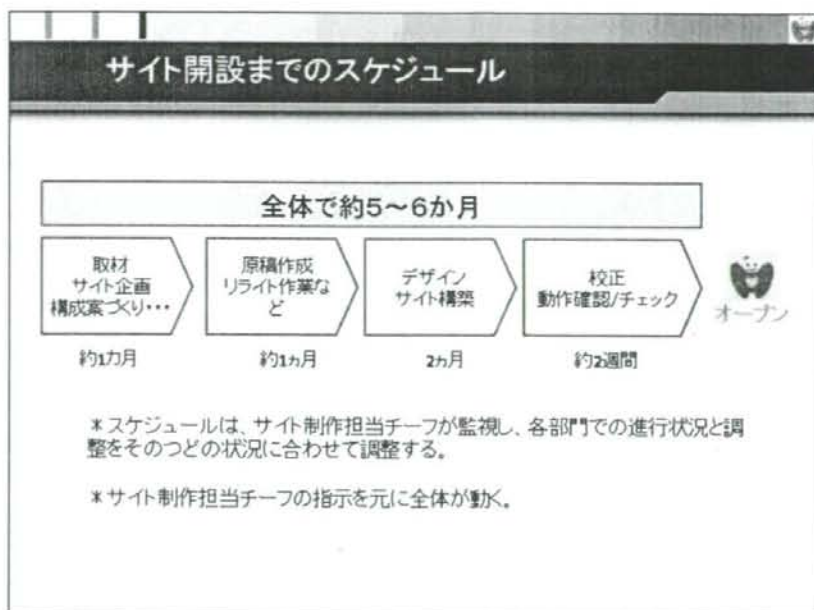 サイト開設までのスケジュール
全体で約5～6か月
取材
サイト企画
構成案づくり・・・
原稿作成
リライト作業な
ど
デザイン
サイト構築
校正
動作確認/チェック
オープン
約1カ月
約1ヵ月
2ヵ月
約2週間
＊スケジュールは、サイト制作担当チーフが監視し、各部門での進行状況と調
整をそのつどの状況に合わせて調整する。
＊サイト制作担当チーフの指示を元に全体が動く。